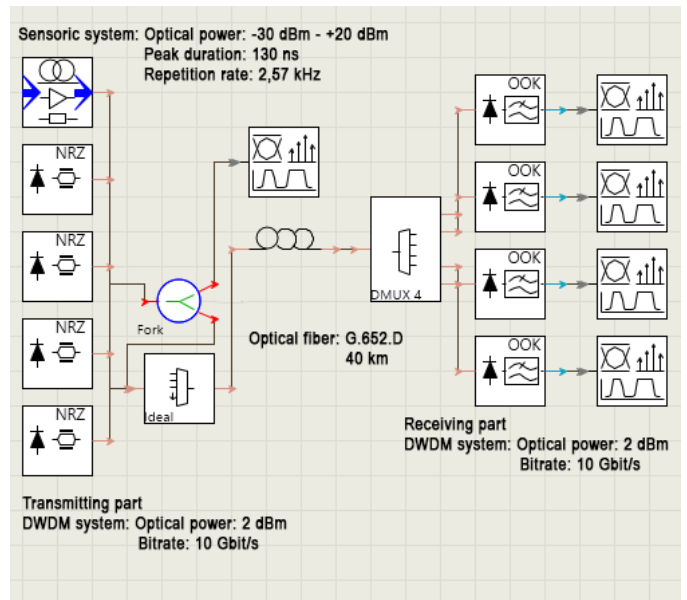 Sensoric system: Optical power: -30 dBm - +20 dBm
Peak duration: 130 ns
Repetition rate: 2,57 kHz
NRZ
NRZ
NRZ
NRZ
Fork
Ideal
Optical fiber: G.652.D
40 km
DMUX 4
OOK
OOK
OOK
OOK
Receiving part
DWDM system: Optical power: 2 dBm
Bitrate: 10 Gbit/s
Transmitting part
DWDM system: Optical power: 2 dBm
Bitrate: 10 Gbit/s